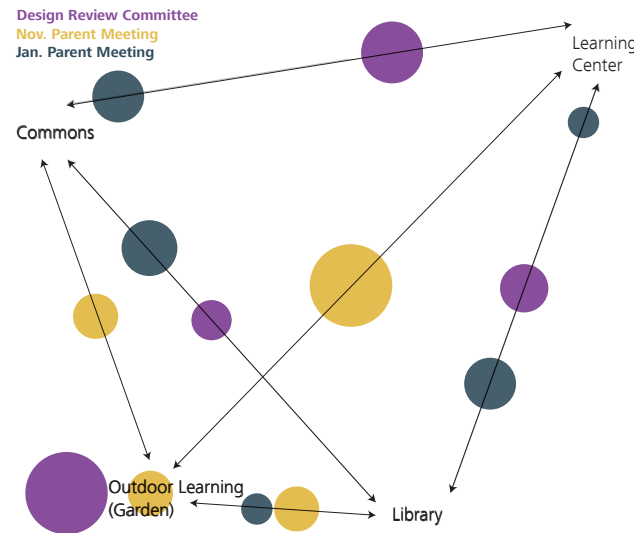 Design Review Committee
Nov. Parent Meeting
Jan. Parent Meeting
Learning
Center
Commons
Outdoor Learning
(Garden)
Library